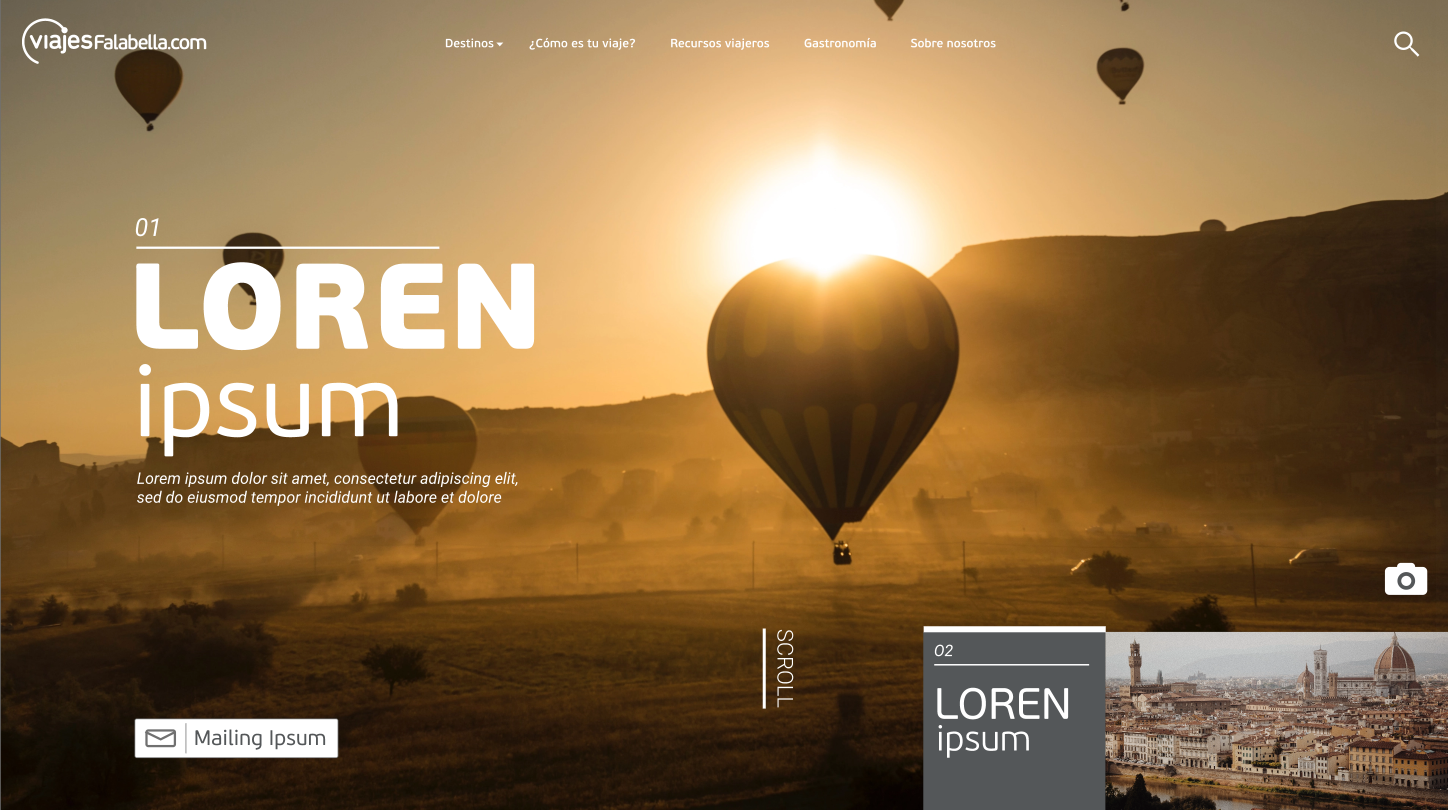 viajesFalabella.com
Destinos
¿Cómo es tu viaje?
Recursos viajeros
Gastronomía
Sobre nosotros
01
LOREN
ipsum
Lorem ipsum dolor sit amet, consectetur adipiscing elit,
sed do eiusmod tempor incididunt ut labore et dolore
SCROLL
Mailing Ipsum
02
LOREN
ipsum